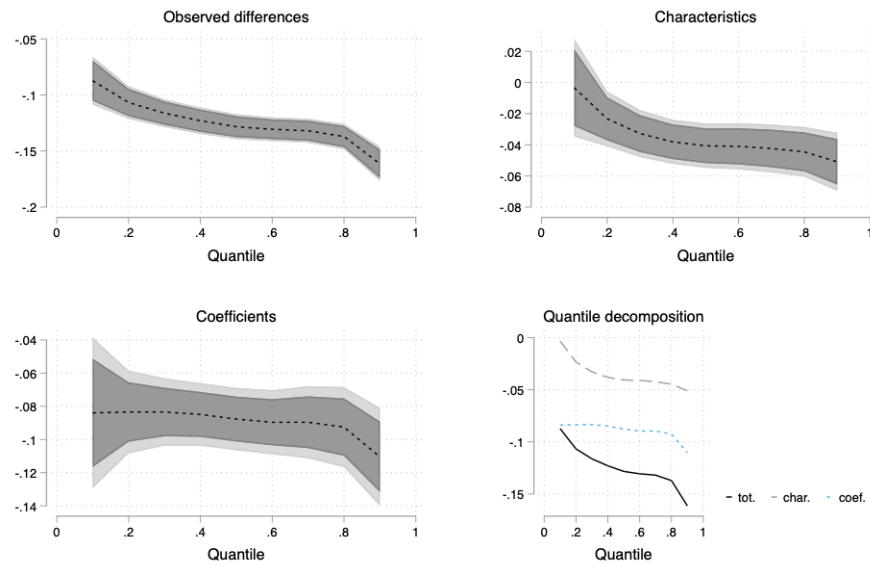 Observed differences
-.05
-.1
-.15
-.2
0 .2 .4 .6 .8 1
Quantile
Characteristics
.02
0
-.02
-.04
-.06
-.08
0 .2 .4 .6 .8 1
Quantile
Coefficients
-.04
-.06
-.08
-.1
-.12
-.14
0 .2 .4 .6 .8 1
Quantile
Quantile decomposition
0
-.05
-.1
-.15
0 .2 .4 .6 .8 1
Quantile
tot. char. coef.